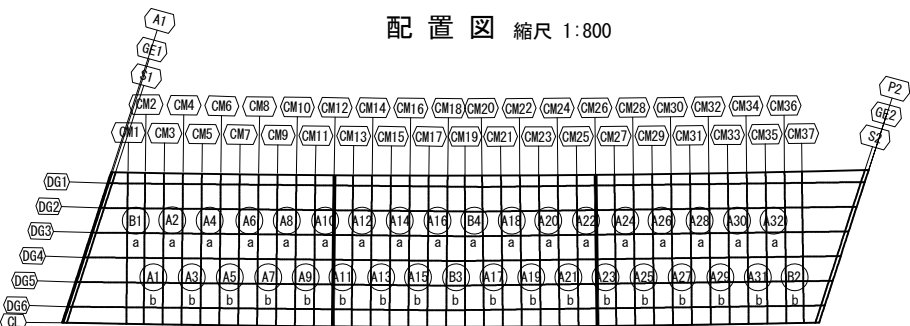 配置図 縮尺 1:800
A1
GE1
S1
P2
GE2
S2
CM2 CM4 CM6 CM8 CM10 CM12 CM14 CM16 CM18 CM20 CM22 CM24 CM26 CM28 CM30 CM32 CM34 CM36
CM1 CM3 CM5 CM7 CM9 CM11 CM13 CM15 CM17 CM19 CM21 CM23 CM25 CM27 CM29 CM31 CM33 CM35 CM37
DG1
DG2
B1 A2 A4 A6 A8 A10 A12 A14 A16 B4 A18 A20 A22 A24 A26 A28 A30 A32
DG3
a a a a a a a a a a a a a a a a a a
DG4
DG5
A1 A3 A5 A7 A9 A11 A13 A15 B3 A17 A19 A21 A23 A25 A27 A29 A31 B2
b b b b b b b b b b b b b b b b b b
DG6
CL